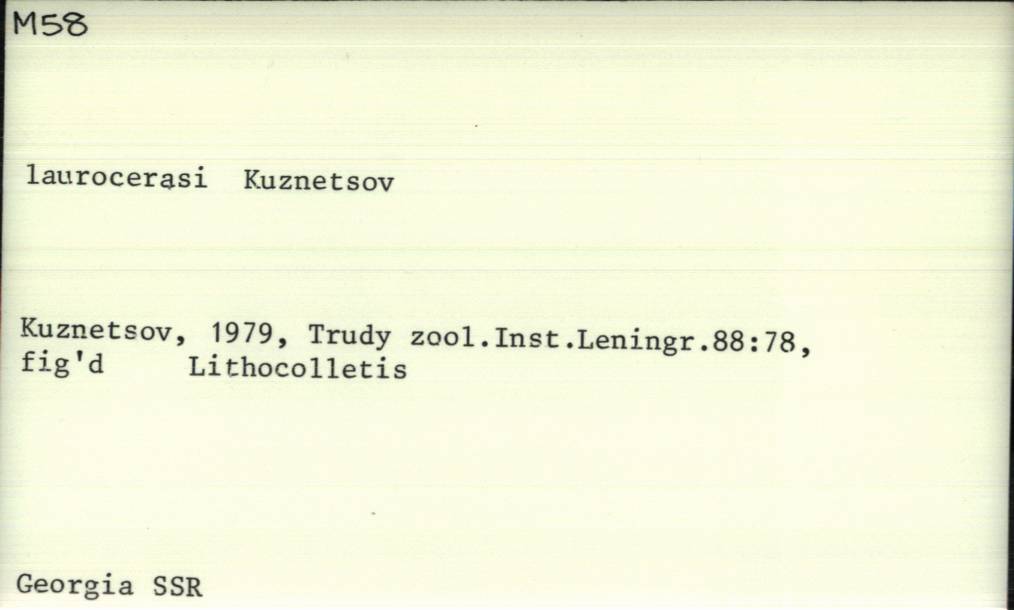 M58
laurocerasi Kuznetsov
Kuznetsov, 1979, Trudy zool.Inst.Leningr.88:78,
fig'd Lithocolletis
Georgia SSR